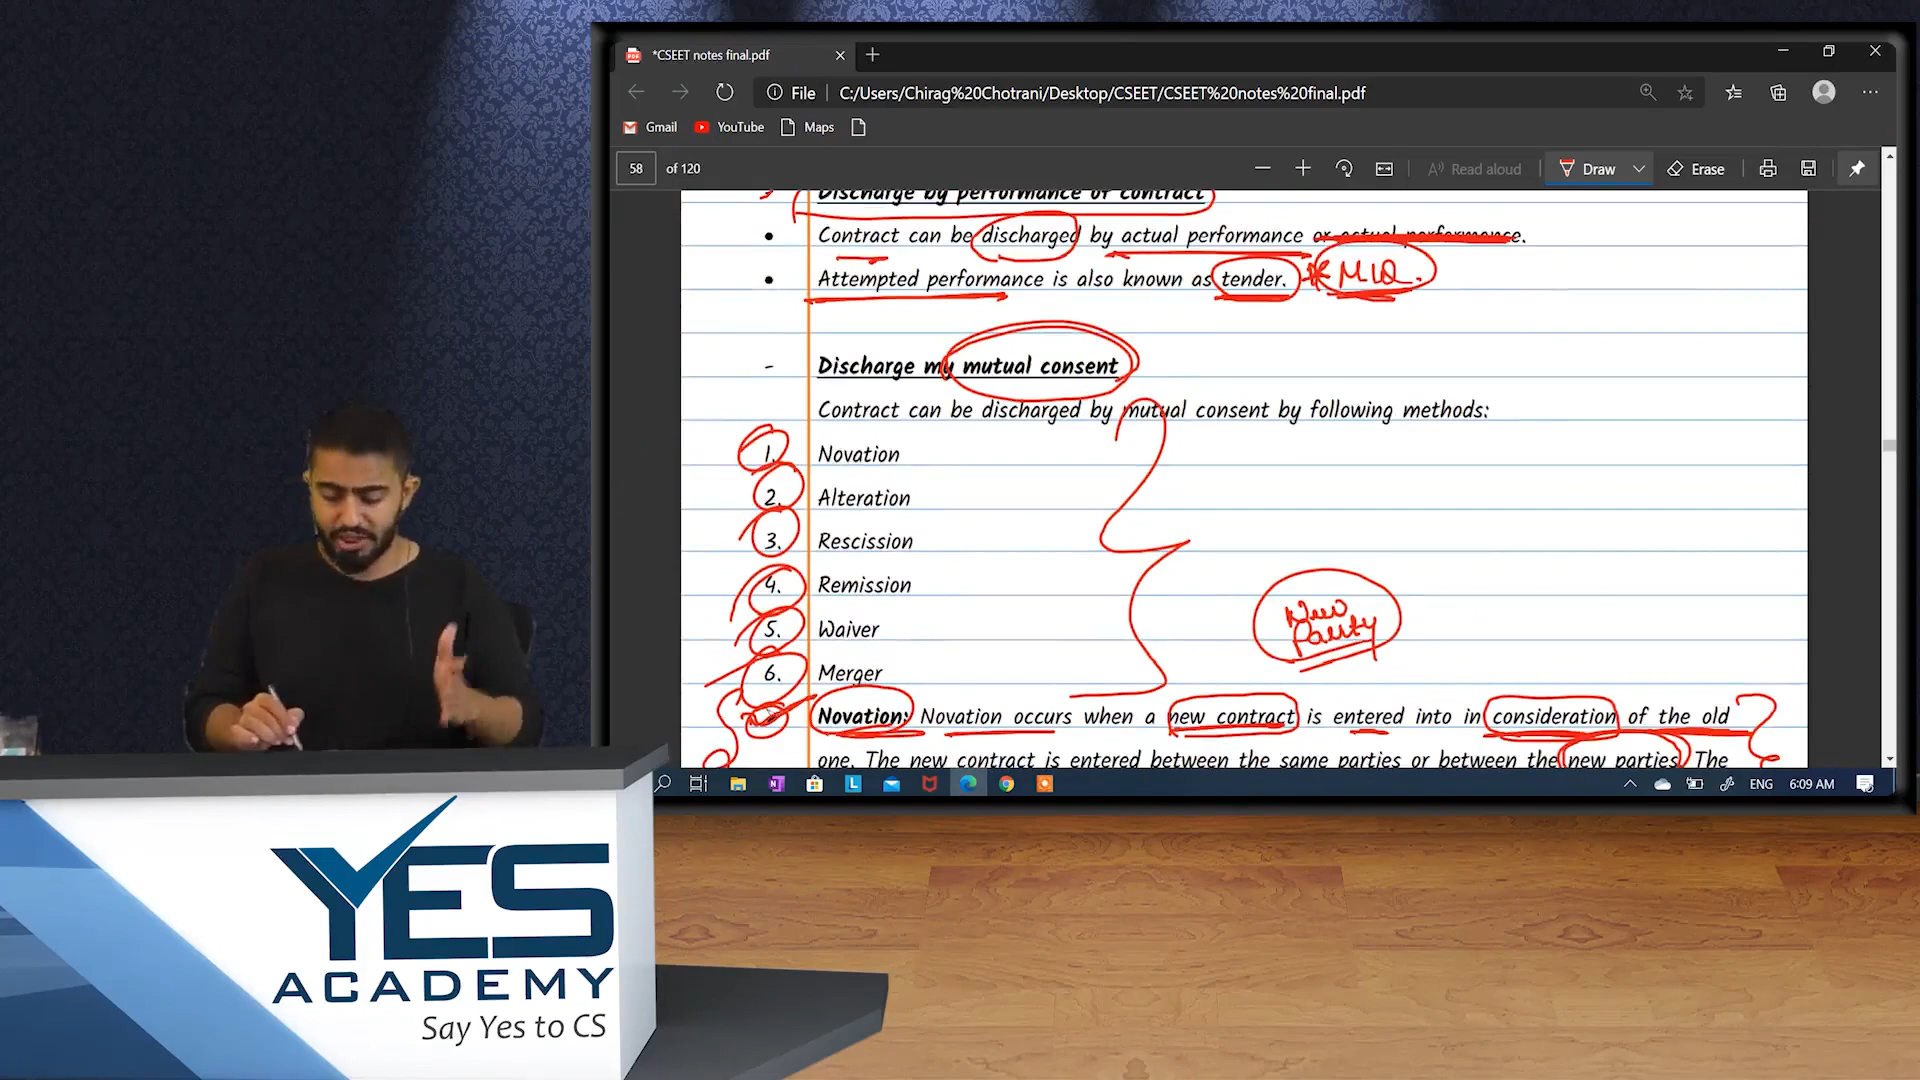 *CSEET notes final.pdf
File | C:/Users/Chirag%20Chotrani/Desktop/CSEET/CSEET%20notes%20final.pdf
Gmail YouTube Maps
58 of 120 Read aloud Draw Erase
Discharge by performance of contract
• Contract can be discharged by actual performance or actual performance.
• Attempted performance is also known as tender. * MIQ.
- Discharge my mutual consent
Contract can be discharged by mutual consent by following methods:
1. Novation
2. Alteration
3. Rescission
4. Remission
New
Party
5. Waiver
6. Merger
Novation: Novation occurs when a new contract is entered into in consideration of the old
one. The new contract is entered between the same parties or between the new parties. The
ENG 6:09 AM
YES
ACADEMY
Say Yes to CS